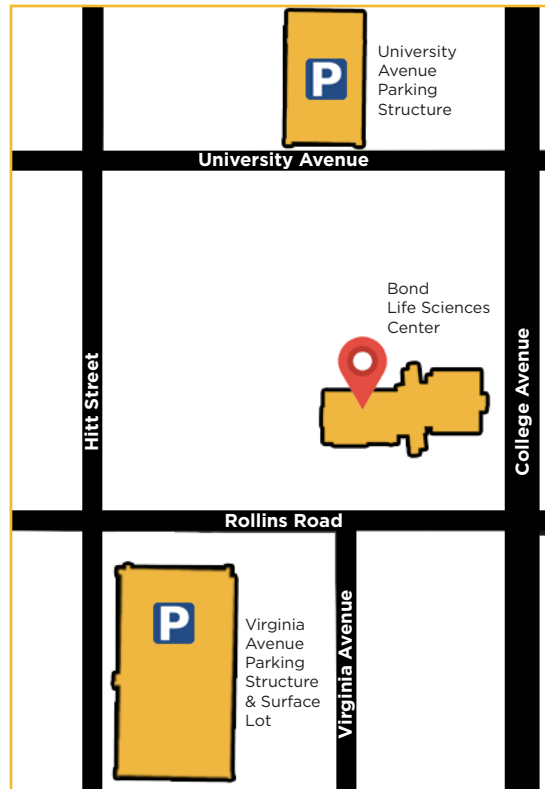 P
University
Avenue
Parking
Structure
University Avenue
Bond
Life Sciences
Center
Hitt Street
College Avenue
Rollins Road
P
Virginia
Avenue
Parking
Structure
& Surface
Lot
Virginia Avenue